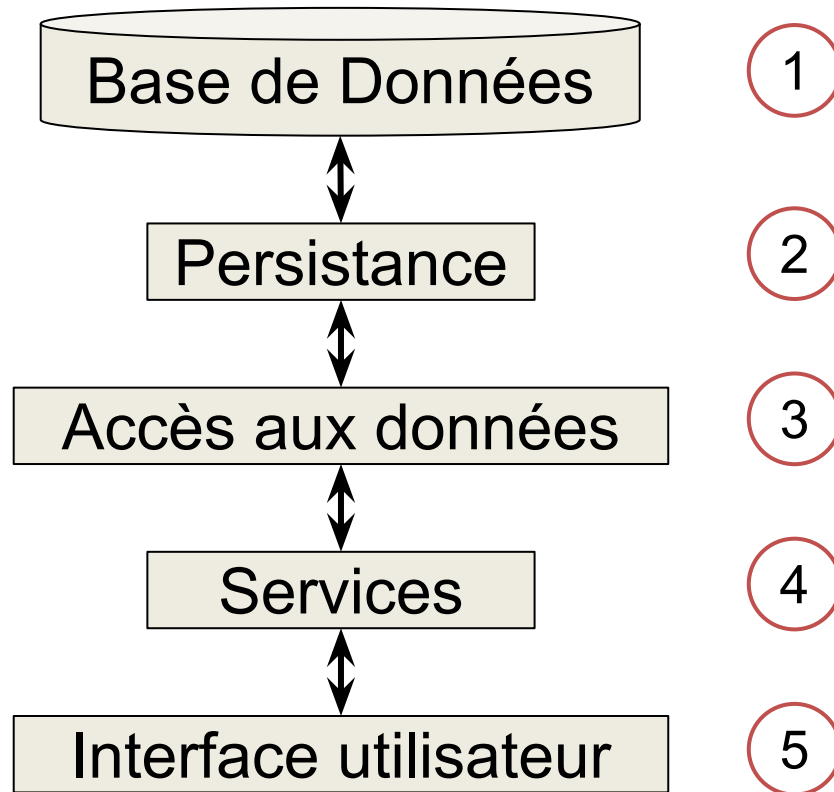 Base de Données
1
Persistance
2
Accès aux données
3
Services
4
Interface utilisateur
5